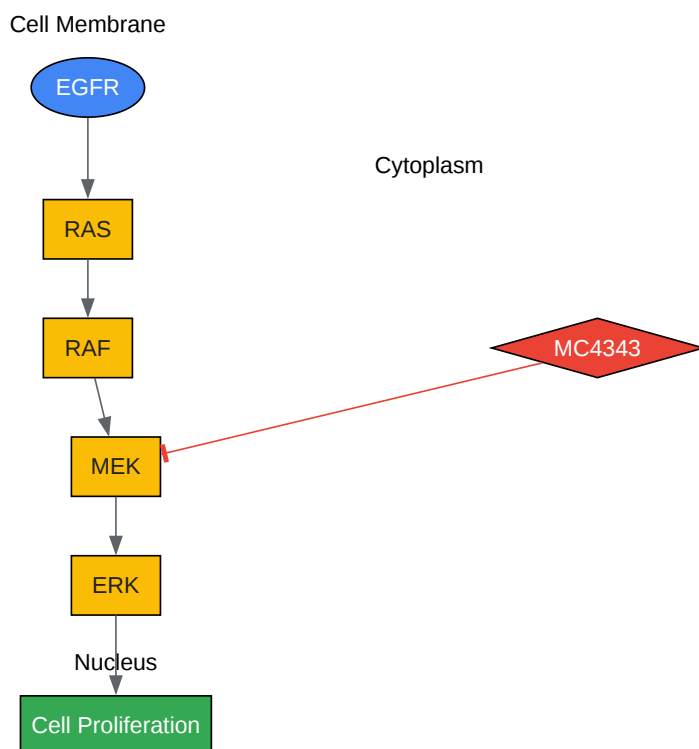 Cell Membrane
EGFR
Cytoplasm
RAS
RAF
MC4343
MEK
ERK
Nucleus
Cell Proliferation